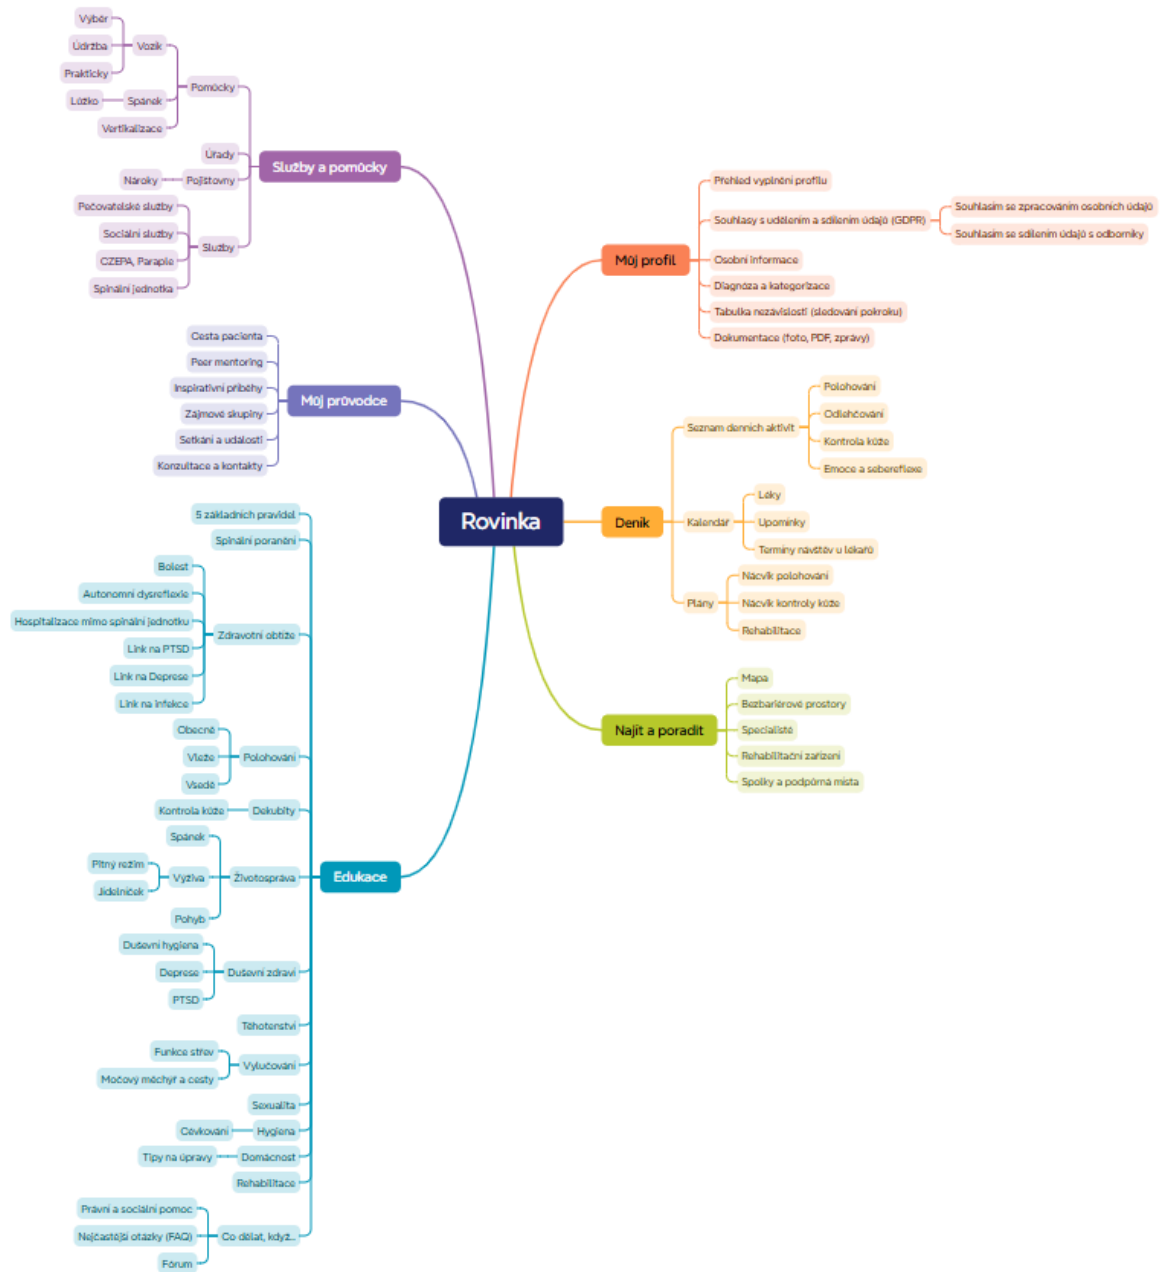 Rovinka
Služby a pomůcky
Pomůcky
Vozík
Výběr
Údržba
Prakticky
Spánek
Lůžko
Vertikalizace
Úřady
Pojišťovny
Nároky
Služby
Pečovatelské služby
Sociální služby
CZEPA, Paraple
Spinální jednotka
Můj průvodce
Cesta pacienta
Peer mentoring
Inspirativní příběhy
Zájmové skupiny
Setkání a události
Konzultace a kontakty
Edukace
5 základních pravidel
Spinální poranění
Zdravotní obtíže
Bolest
Autonomní dysreflexie
Hospitalizace mimo spinální jednotku
Link na PTSD
Link na Deprese
Link na infekce
Polohování
Obecně
Vleže
Vsedě
Dekubity
Kontrola kůže
Životospráva
Spánek
Výživa
Pitný režim
Jídelníček
Pohyb
Duševní zdraví
Duševní hygiena
Deprese
PTSD
Těhotenství
Vylučování
Funkce střev
Močový měchýř a cesty
Sexualita
Hygiena
Cévkování
Domácnost
Tipy na úpravy
Rehabilitace
Co dělat, když...
Právní a sociální pomoc
Nejčastější otázky (FAQ)
Fórum
Můj profil
Přehled vyplnění profilu
Souhlasy s udělením a sdílením údajů (GDPR)
Souhlasím se zpracováním osobních údajů
Souhlasím se sdílením údajů s odborníky
Osobní informace
Diagnóza a kategorizace
Tabulka nezávislosti (sledování pokroku)
Dokumentace (foto, PDF, zprávy)
Deník
Seznam denních aktivit
Polohování
Odlehčování
Kontrola kůže
Emoce a sebereflexe
Kalendář
Léky
Upomínky
Termíny návštěv u lékařů
Plány
Nácvik polohování
Nácvik kontroly kůže
Rehabilitace
Najít a poradit
Mapa
Bezbariérové prostory
Specialisté
Rehabilitační zařízení
Spolky a podpůrná místa